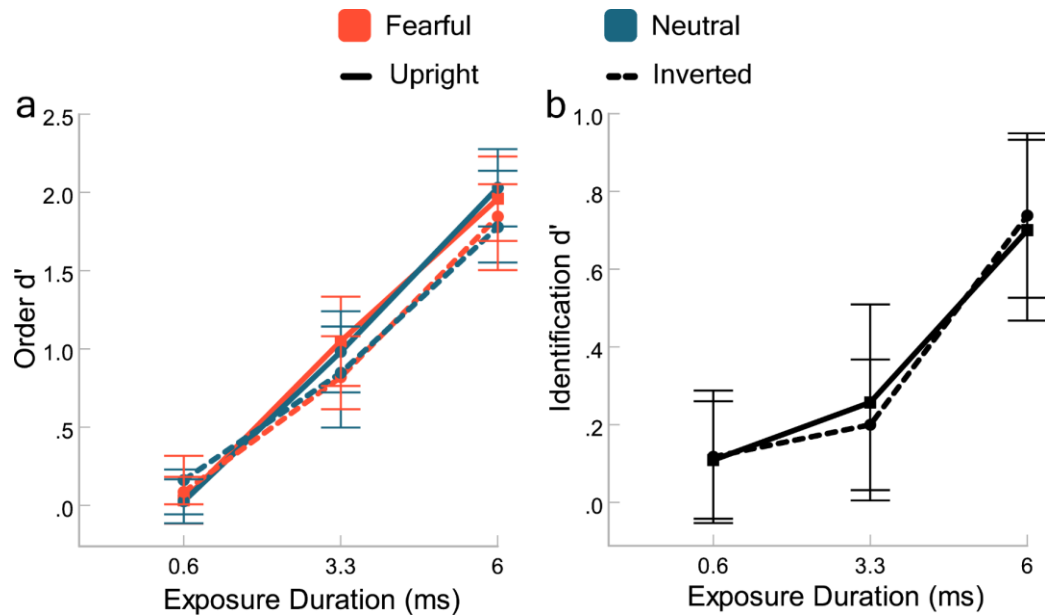 Fearful Neutral
Upright Inverted
a
2.5
2.0
1.5
1.0
.5
.0
Order d'
0.6 3.3 6
Exposure Duration (ms)
b
1.0
.8
.6
.4
.2
.0
Identification d'
0.6 3.3 6
Exposure Duration (ms)